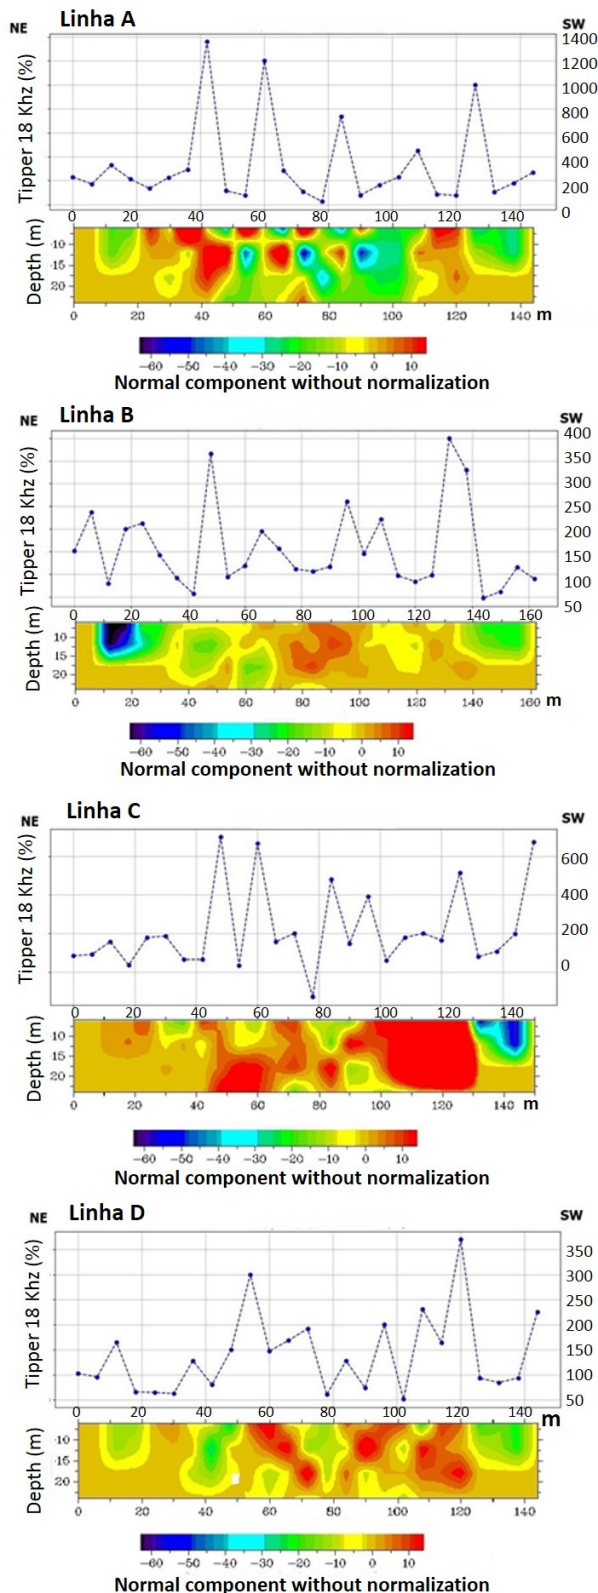 NE Linha A SW
Tipper 18 Khz (%)
1400
1200
1000
800
600
400
200
0
0 20 40 60 80 100 120 140
Depth (m)
-10
-15
20
0 20 40 60 80 100 120 140 m
-60 -50 -40 -30 -20 -10 0 10
Normal component without normalization
NE Linha B SW
Tipper 18 Khz (%)
400
350
300
250
200
150
100
50
0 20 40 60 80 100 120 140 160
Depth (m)
10
15
20
0 20 40 60 80 100 120 140 160 m
-60 -50 -40 -30 -20 -10 0 10
Normal component without normalization
NE Linha C SW
Tipper 18 Khz (%)
600
400
200
0
0 20 40 60 80 100 120 140
Depth (m)
10
15
20
0 20 40 60 80 100 120 140 m
-60 -50 -40 -30 -20 -10 0 10
Normal component without normalization
NE Linha D SW
Tipper 18 Khz (%)
350
300
250
200
150
100
50
0 20 40 60 80 100 120 140 m
Depth (m)
-10
15
20
0 20 40 60 80 100 120 140
-60 -50 -40 -30 -20 -10 0 10
Normal component without normalization